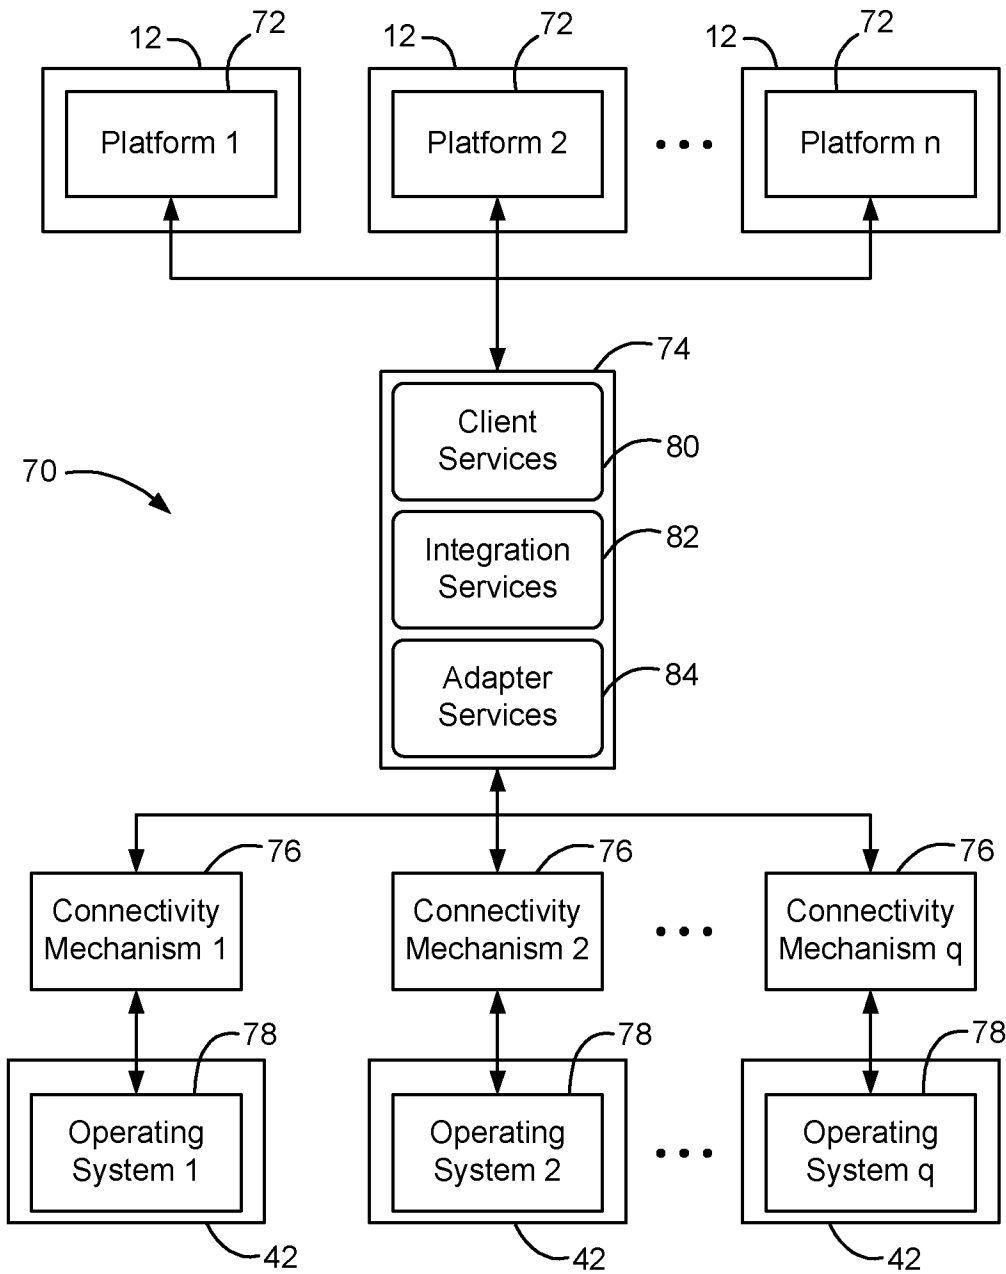 12
72
12
72
12
72
Platform 1
Platform 2
Platform n
74
Client
Services
80
70
Integration
Services
82
Adapter
Services
84
76
76
76
Connectivity
Mechanism 1
Connectivity
Mechanism 2
Connectivity
Mechanism q
78
78
78
Operating
System 1
Operating
System 2
Operating
System q
42
42
42